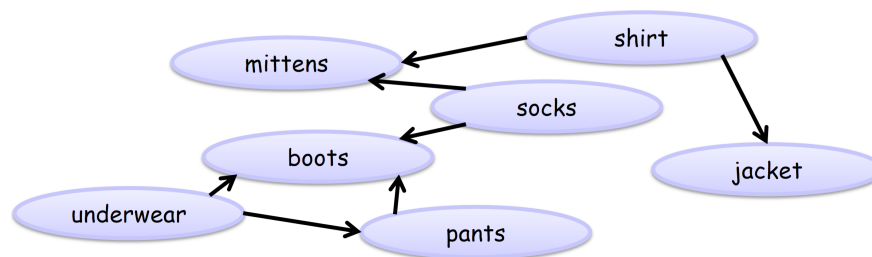 shirt
mittens
socks
boots
jacket
underwear
pants